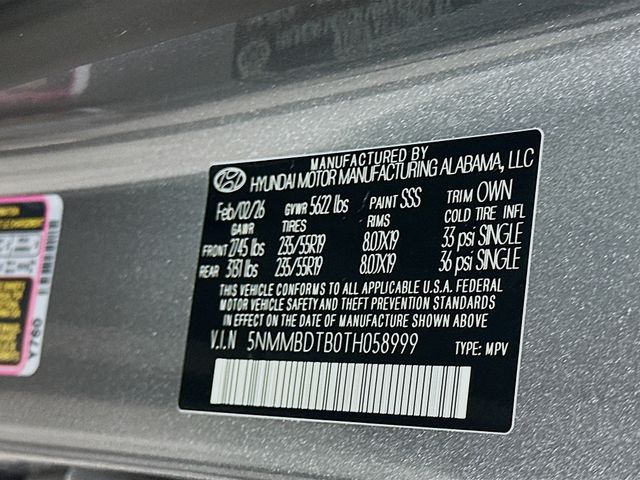 MANUFACTURED BY
HYUNDAI MOTOR MANUFACTURING ALABAMA, LLC
Feb/02/26 GVWR 5622 lbs PAINT SSS TRIM OWN
GAWR TIRES RIMS COLD TIRE INFL
FRONT 2745 lbs 235/55R19 8.0JX19 33 psi SINGLE
REAR 3131 lbs 235/55R19 8.0JX19 36 psi SINGLE
THIS VEHICLE CONFORMS TO ALL APPLICABLE U.S.A. FEDERAL
MOTOR VEHICLE SAFETY AND THEFT PREVENTION STANDARDS
IN EFFECT ON THE DATE OF MANUFACTURE SHOWN ABOVE
V.I.N 5NMMBDTB0TH058999 TYPE: MPV
Y760